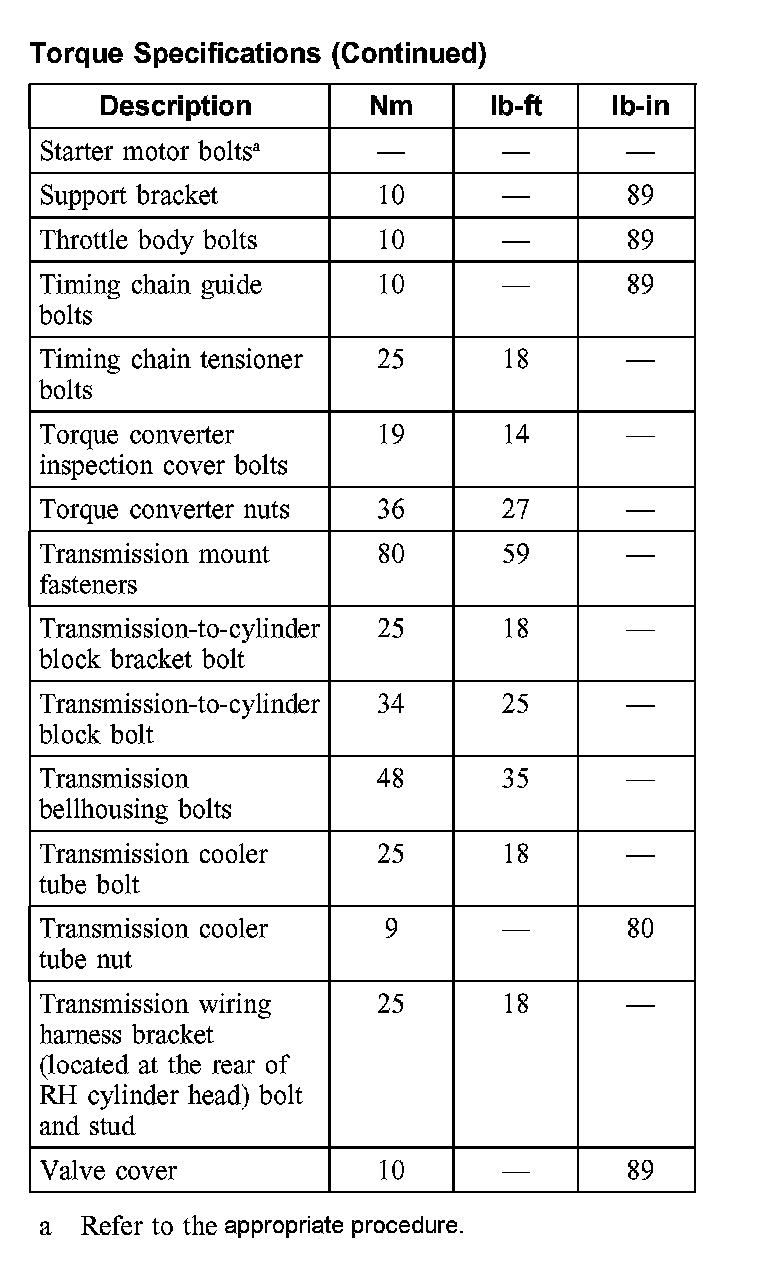 Torque Specifications (Continued)
Description Nm lb-ft lb-in
Starter motor boltsᵃ — — —
Support bracket 10 — 89
Throttle body bolts 10 — 89
Timing chain guide 10 — 89
bolts
Timing chain tensioner 25 18 —
bolts
Torque converter 19 14 —
inspection cover bolts
Torque converter nuts 36 27 —
Transmission mount 80 59 —
fasteners
Transmission-to-cylinder 25 18 —
block bracket bolt
Transmission-to-cylinder 34 25 —
block bolt
Transmission 48 35 —
bellhousing bolts
Transmission cooler 25 18 —
tube bolt
Transmission cooler 9 — 80
tube nut
Transmission wiring 25 18 —
harness bracket
(located at the rear of
RH cylinder head) bolt
and stud
Valve cover 10 — 89
a Refer to the appropriate procedure.